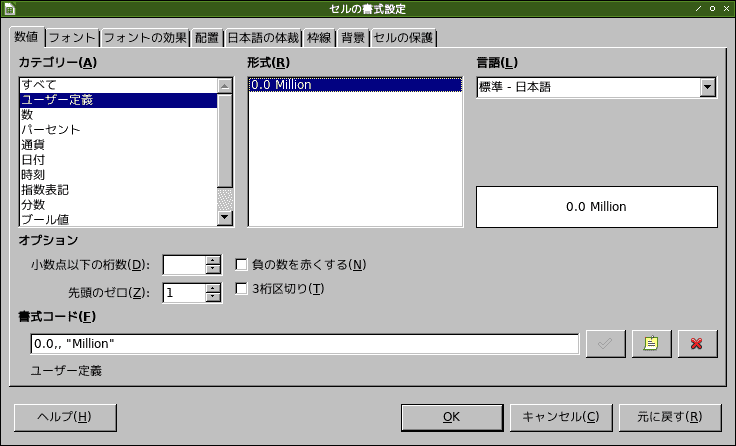 セルの書式設定
数値 フォント フォントの効果 配置 日本語の体裁 枠線 背景 セルの保護
カテゴリー(A) 形式(R) 言語(L)
すべて
ユーザー定義
数
パーセント
通貨
日付
時刻
指数表記
分数
ブール値
0.0 Million
標準 - 日本語
0.0 Million
オプション
小数点以下の桁数(D): 負の数を赤くする(N)
先頭のゼロ(Z): 1 3桁区切り(T)
書式コード(F)
0.0,, "Million"
ユーザー定義
ヘルプ(H) OK キャンセル(C) 元に戻す(R)